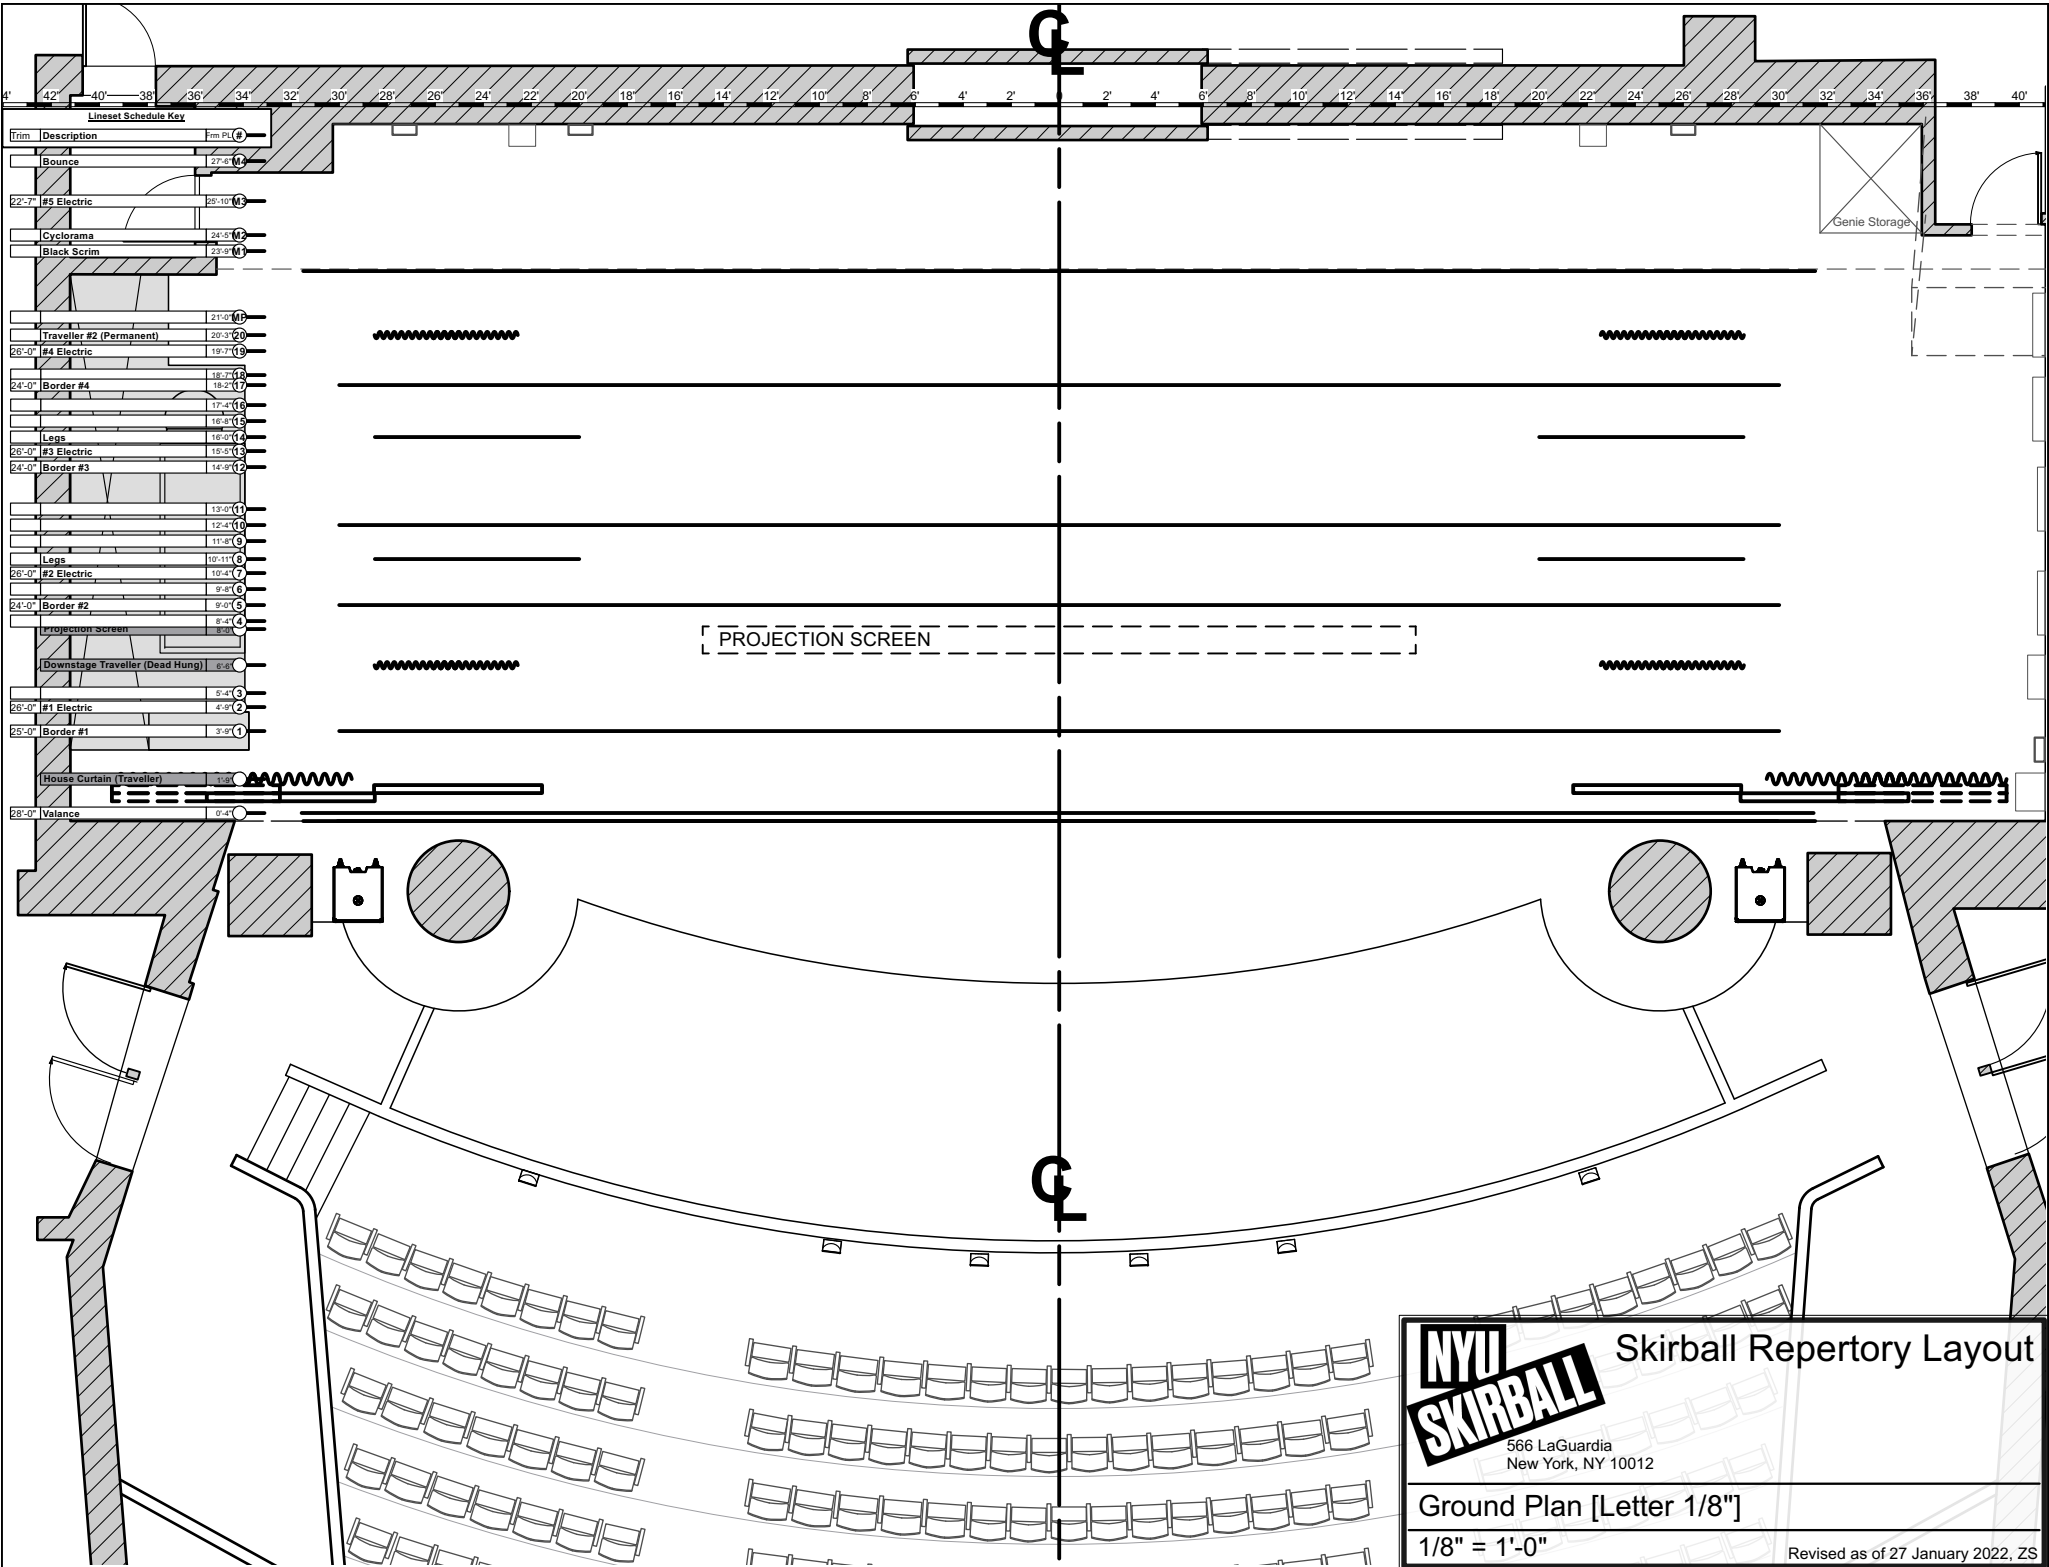 CL
4' 42' 40' 38' 36' 34' 32' 30' 28' 26' 24' 22' 20' 18' 16' 14' 12' 10' 8' 6' 4' 2' 0 2' 4' 6' 8' 10' 12' 14' 16' 18' 20' 22' 24' 26' 28' 30' 32' 34' 36' 38' 40'
Lineset Schedule Key
Trim Description Frm PL #
Bounce 27'-6" M4
22'-7" #5 Electric 25'-10" M3
Cyclorama 24'-5" M2
Black Scrim 23'-9" M1
Genie Storage
21'-0" MP
Traveller #2 (Permanent) 20'-3" 20
26'-0" #4 Electric 19'-7" 19
18'-7" 18
24'-0" Border #4 18-2" 17
17'-4" 16
16'-8" 15
Legs 16'-0" 14
26'-0" #3 Electric 15'-5" 13
24'-0" Border #3 14'-9" 12
13'-0" 11
12'-4" 10
11'-8" 9
Legs 10'-11" 8
26'-0" #2 Electric 10'-4" 7
9'-8" 6
24'-0" Border #2 9'-0" 5
8'-4" 4
Projection Screen 8'-0"
PROJECTION SCREEN
Downstage Traveller (Dead Hung) 6'-6"
5'-4" 3
26'-0" #1 Electric 4'-9" 2
25'-0" Border #1 3'-9" 1
House Curtain (Traveller) 1'-9"
28'-0" Valance 0'-4"
CL
NYU
SKIRBALL
Skirball Repertory Layout
566 LaGuardia
New York, NY 10012
Ground Plan [Letter 1/8"]
1/8" = 1'-0"
Revised as of 27 January 2022, ZS